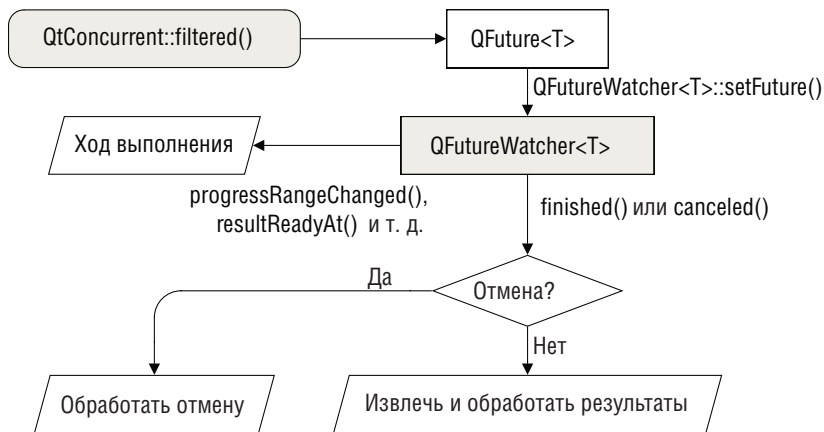 QtConcurrent::filtered()
QFuture<T>
QFutureWatcher<T>::setFuture()
Ход выполнения
QFutureWatcher<T>
progressRangeChanged(),
resultReadyAt() и т. д.
finished() или canceled()
Да
Отмена?
Нет
Обработать отмену
Извлечь и обработать результаты